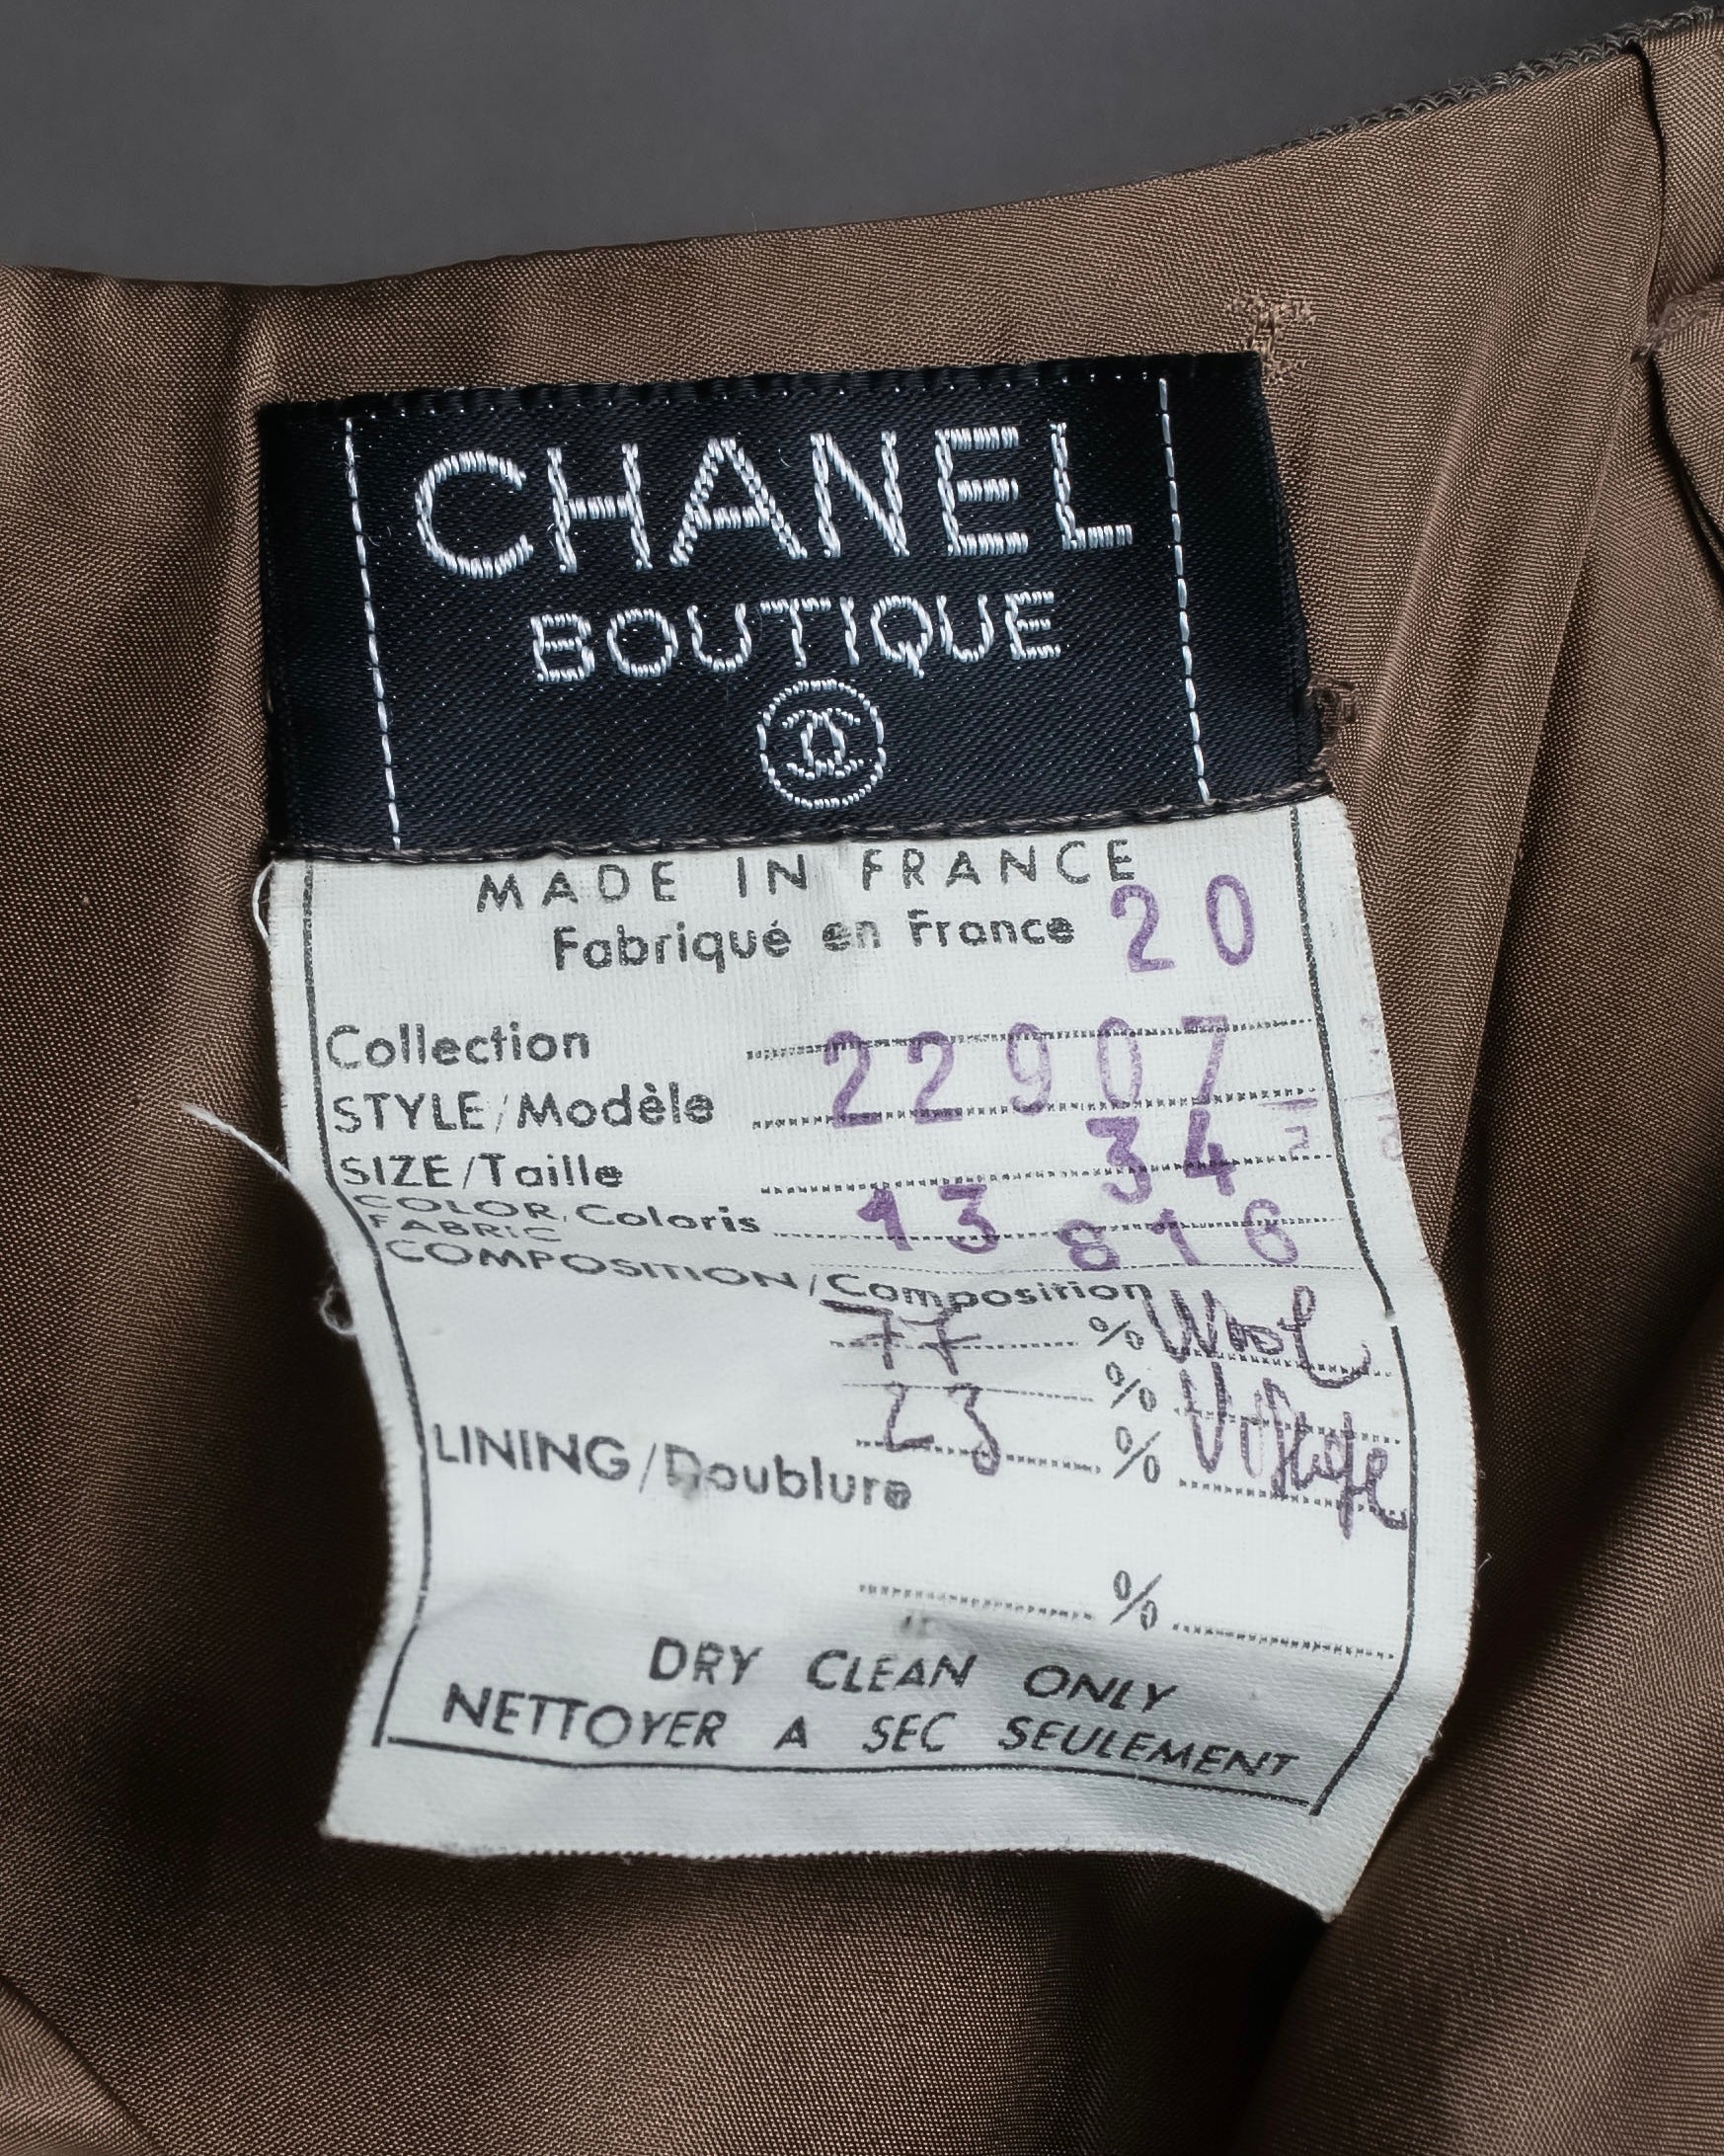 CHANEL
BOUTIQUE
MADE IN FRANCE
Fabriqué en France 20
Collection
STYLE/Modèle 22907
SIZE/Taille 34
COLOR/Coloris 13 816
FABRIC
COMPOSITION/Composition
77 % Wool
%
LINING/Doublure 23 %
%
DRY CLEAN ONLY
NETTOYER A SEC SEULEMENT